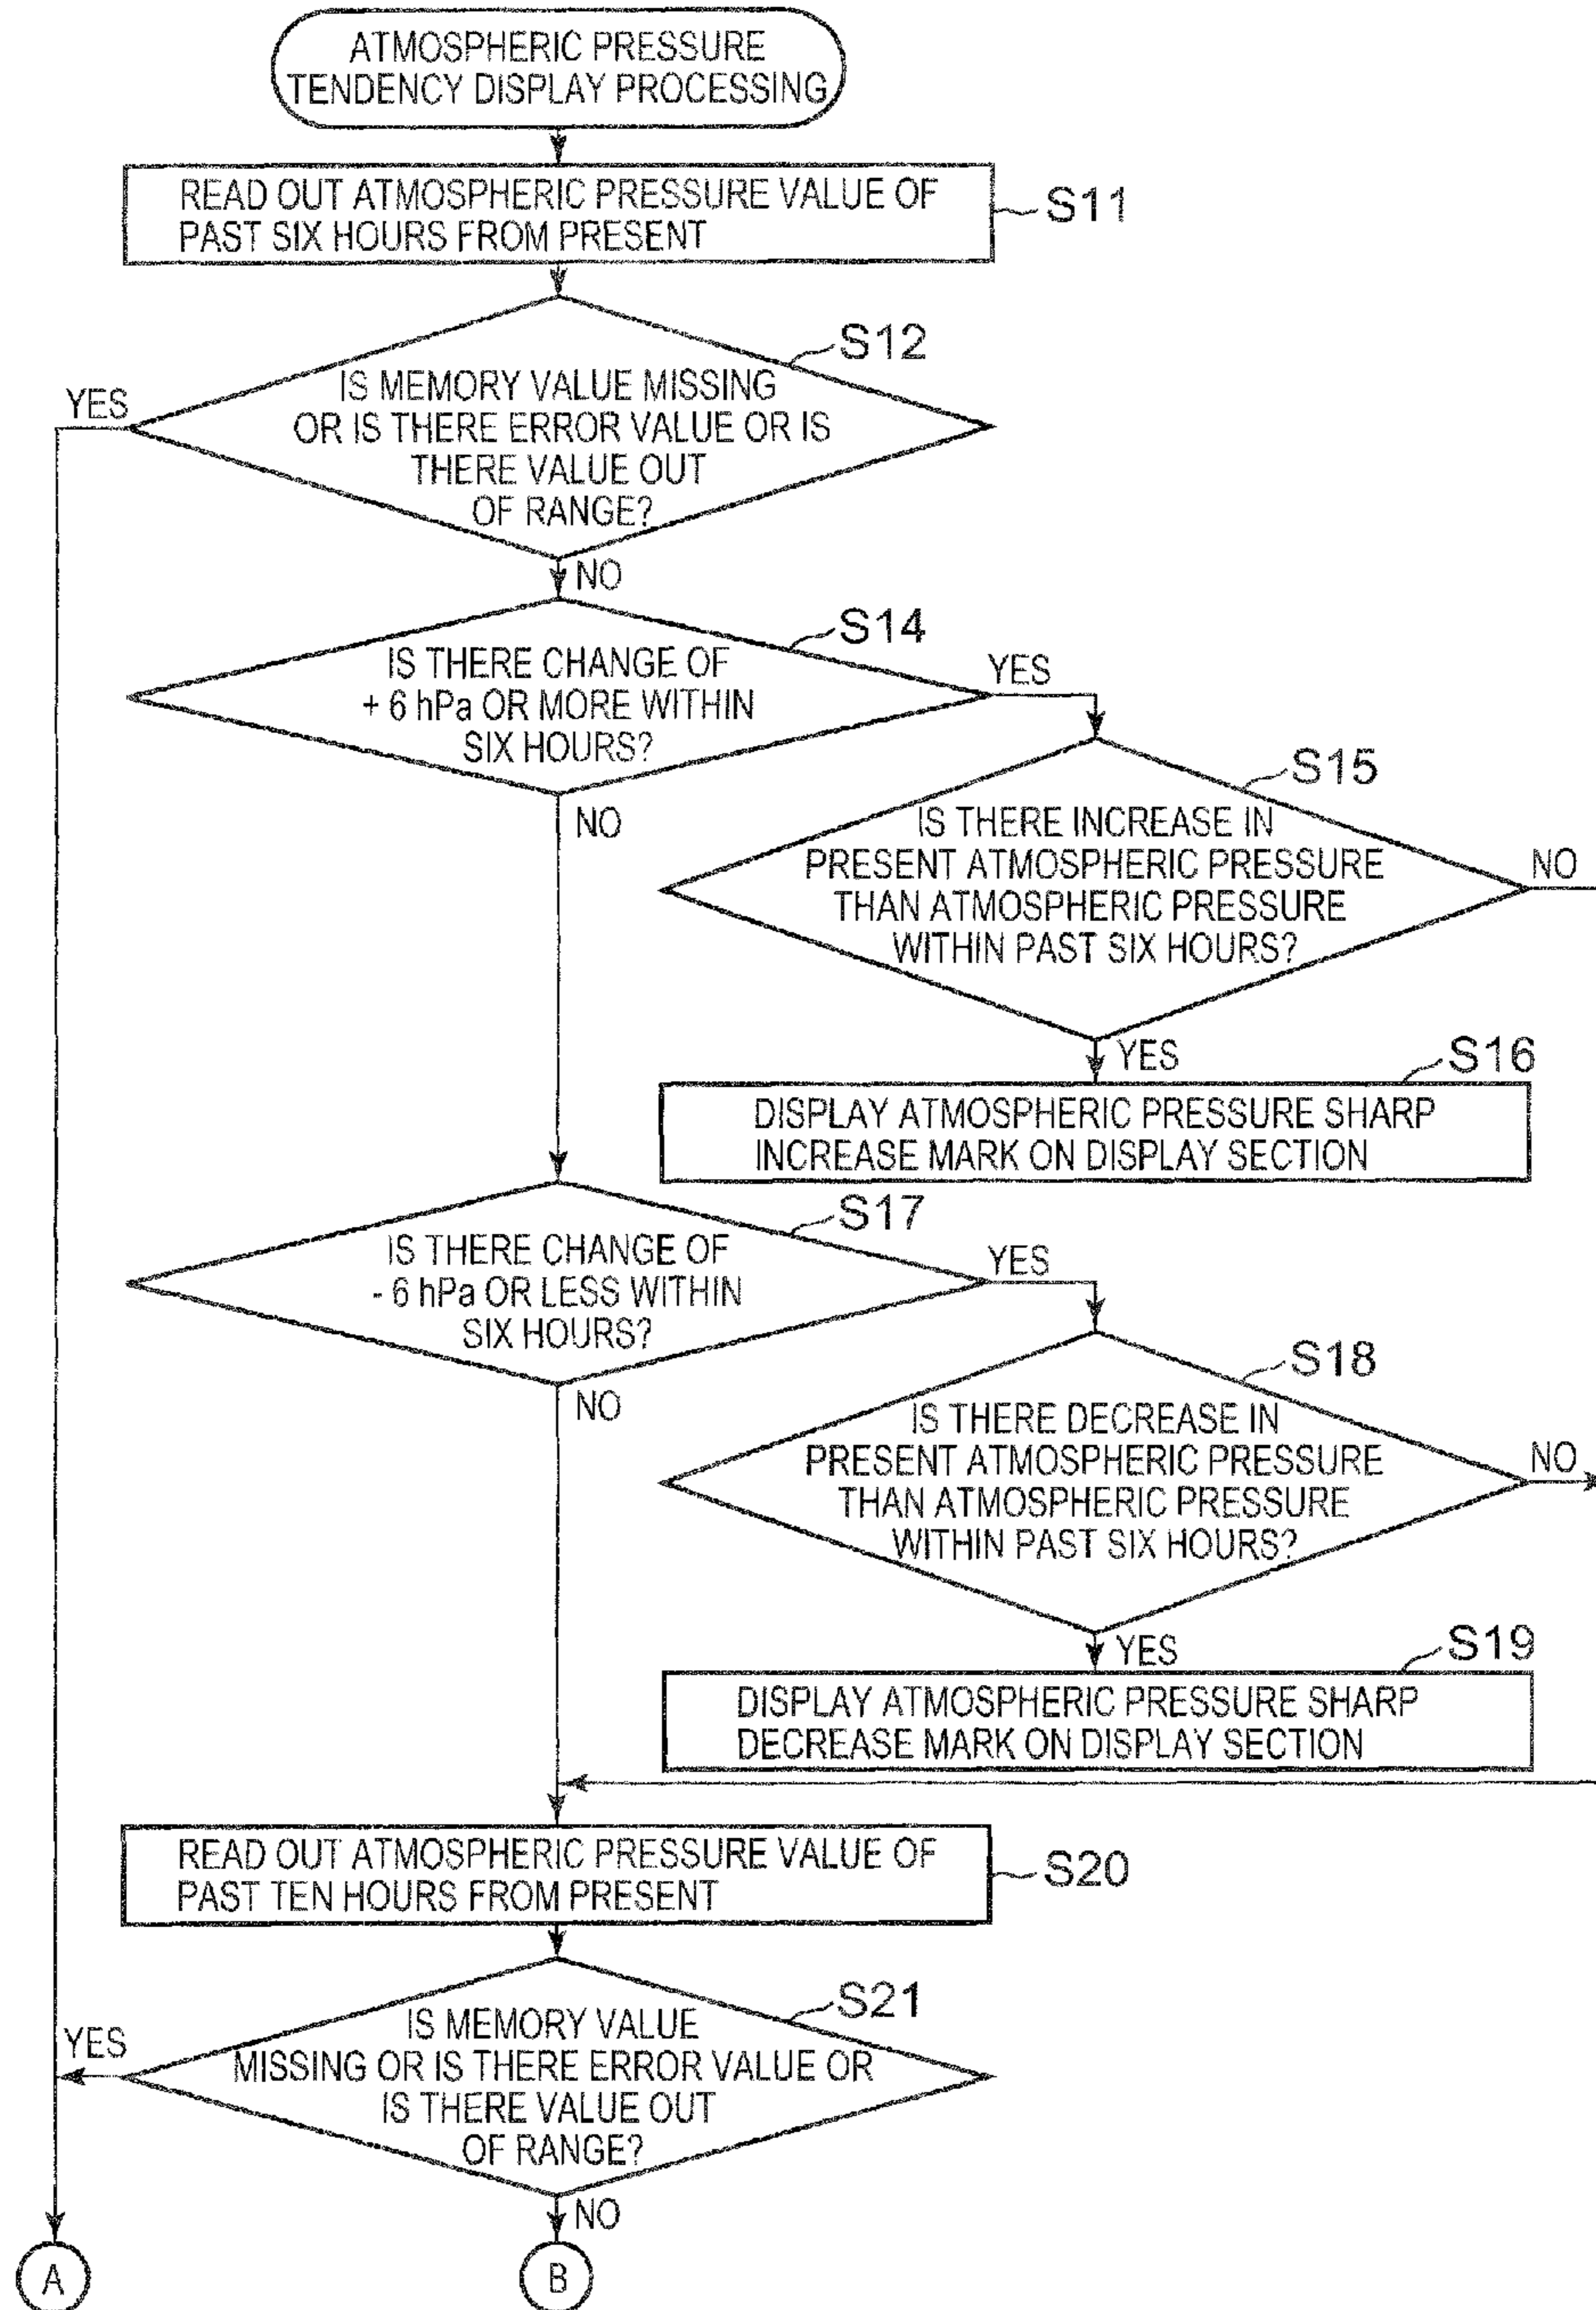 ATMOSPHERIC PRESSURE
TENDENCY DISPLAY PROCESSING
READ OUT ATMOSPHERIC PRESSURE VALUE OF
PAST SIX HOURS FROM PRESENT
S11
S12
IS MEMORY VALUE MISSING
OR IS THERE ERROR VALUE OR IS
THERE VALUE OUT
OF RANGE?
YES
NO
S14
IS THERE CHANGE OF
+ 6 hPa OR MORE WITHIN
SIX HOURS?
YES
NO
S15
IS THERE INCREASE IN
PRESENT ATMOSPHERIC PRESSURE
THAN ATMOSPHERIC PRESSURE
WITHIN PAST SIX HOURS?
NO
YES
S16
DISPLAY ATMOSPHERIC PRESSURE SHARP
INCREASE MARK ON DISPLAY SECTION
S17
IS THERE CHANGE OF
- 6 hPa OR LESS WITHIN
SIX HOURS?
YES
NO
S18
IS THERE DECREASE IN
PRESENT ATMOSPHERIC PRESSURE
THAN ATMOSPHERIC PRESSURE
WITHIN PAST SIX HOURS?
NO
YES
S19
DISPLAY ATMOSPHERIC PRESSURE SHARP
DECREASE MARK ON DISPLAY SECTION
READ OUT ATMOSPHERIC PRESSURE VALUE OF
PAST TEN HOURS FROM PRESENT
S20
S21
IS MEMORY VALUE
MISSING OR IS THERE ERROR VALUE OR
IS THERE VALUE OUT
OF RANGE?
YES
NO
A
B